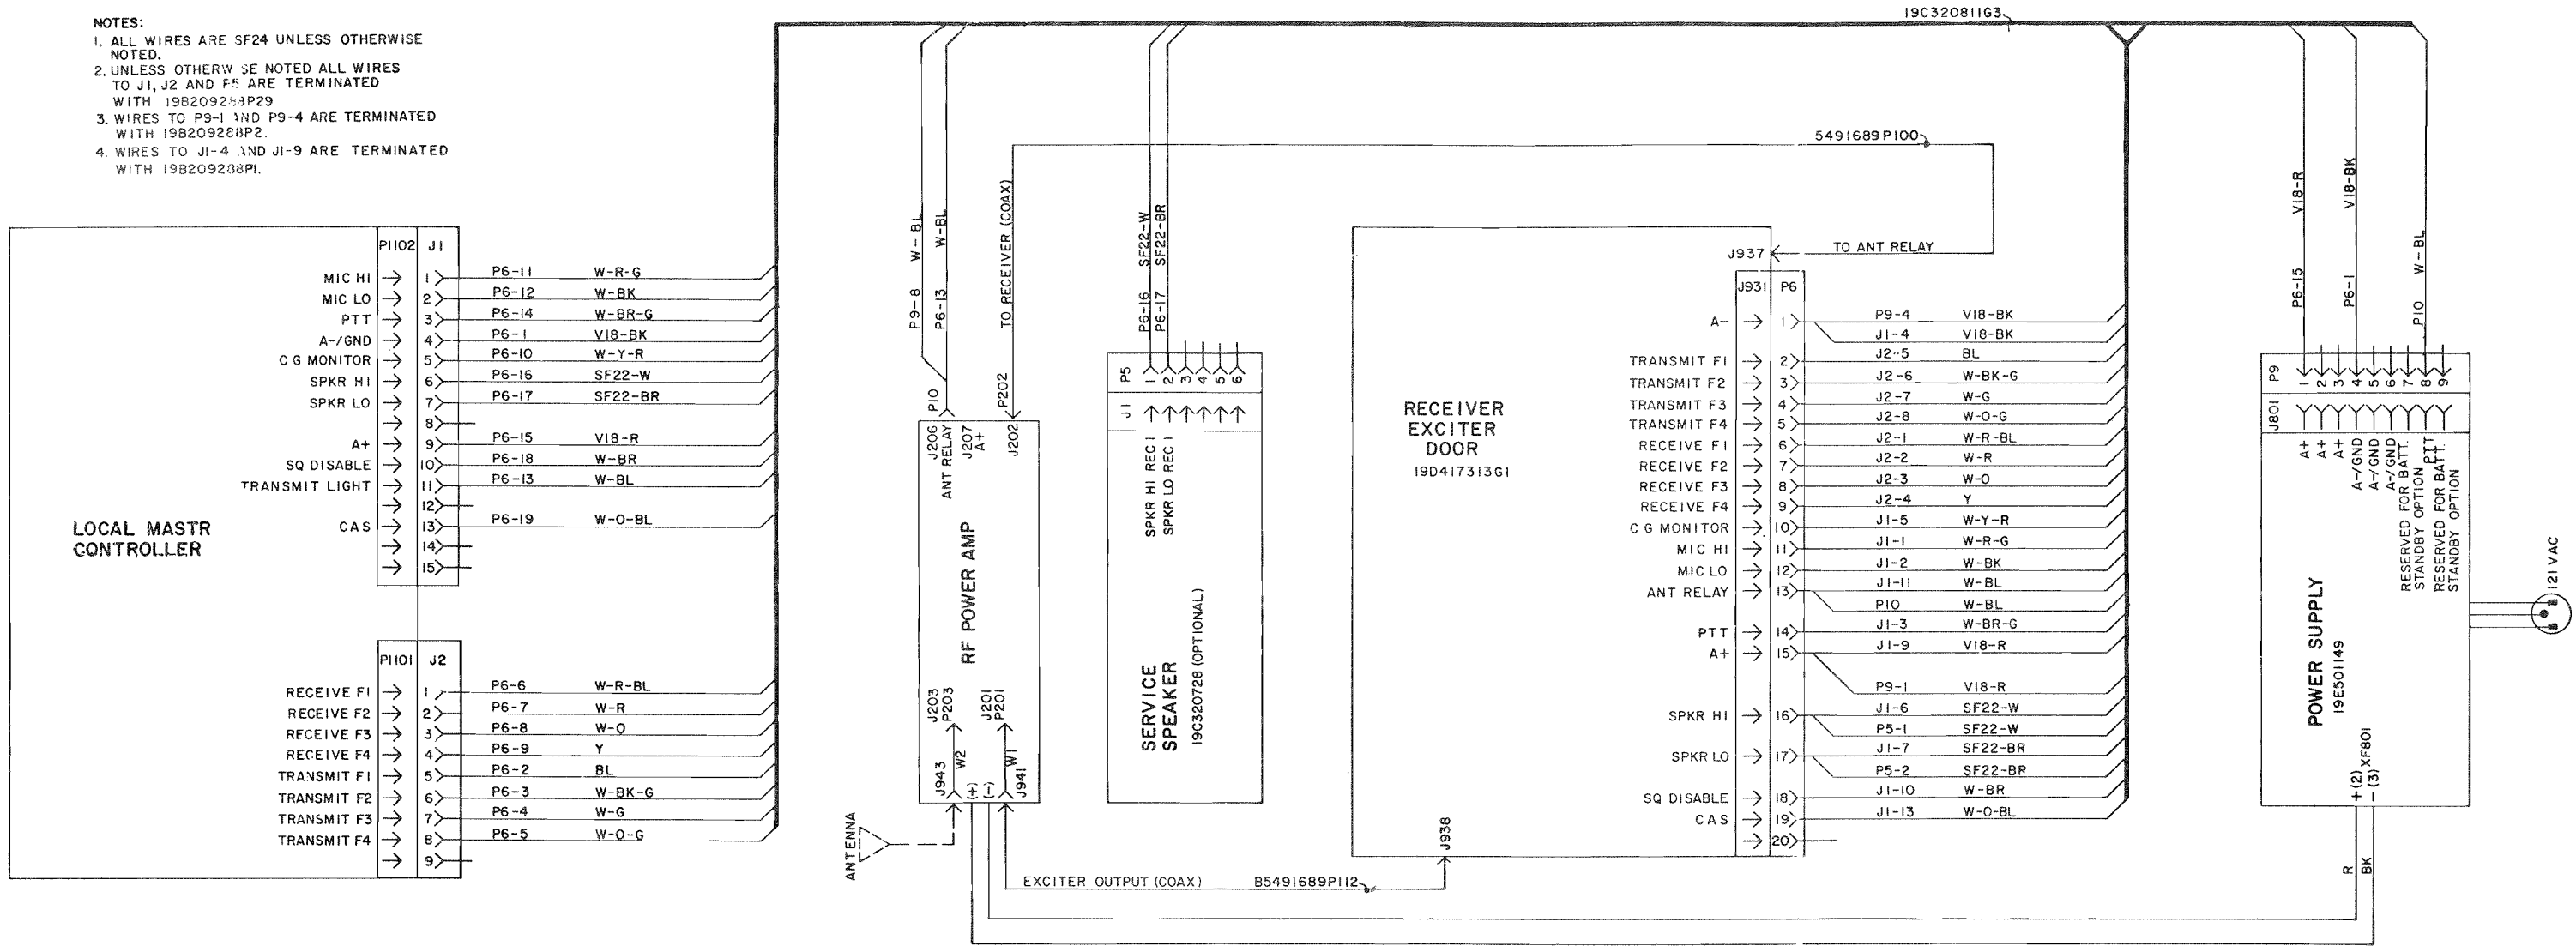 NOTES:
1. ALL WIRES ARE SF24 UNLESS OTHERWISE
NOTED.
2. UNLESS OTHERW SE NOTED ALL WIRES
TO J1, J2 AND P5 ARE TERMINATED
WITH
3. WIRES TO P9-1 AND P9-4 ARE TERMINATED
WITH 19B209288P2.
4. WIRES TO J1-4 AND J1-9 ARE TERMINATED
WITH 19B209288P1.
LOCAL MASTR
CONTROLLER
P1102 J1
MIC HI 1 P6-11 W-R-G
MIC LO 2 P6-12 W-BK
PTT 3 P6-14 W-BR-G
A-/GND 4 P6-1 V18-BK
CG MONITOR 5 P6-10 W-Y-R
SPKR HI 6 P6-16 SF22-W
SPKR LO 7 P6-17 SF22-BR
8
A+ 9 P6-15 V18-R
SQ DISABLE 10 P6-18 W-BR
TRANSMIT LIGHT 11 P6-13 W-BL
12
CAS 13 P6-19 W-O-BL
14
15
P1101 J2
RECEIVE F1 1 P6-6 W-R-BL
RECEIVE F2 2 P6-7 W-R
RECEIVE F3 3 P6-8 W-O
RECEIVE F4 4 P6-9 Y
TRANSMIT F1 5 P6-2 BL
TRANSMIT F2 6 P6-3 W-BK-G
TRANSMIT F3 7 P6-4 W-G
TRANSMIT F4 8 P6-5 W-O-G
9
P9-8 W-BL
P6-13 W-BL
TO RECEIVER (COAX)
P10
P202
J206
ANT RELAY
J207
A+
J202
RF POWER AMP
J203
P203
J201
P201
W2
W1
J943
(+)
(-)
J941
ANTENNA
EXCITER OUTPUT (COAX) B5491689P112
P6-16 SF22-W
P6-17 SF22-BR
P5 1 2 3 4 5 6
J1
SPKR HI REC 1
SPKR LO REC 1
SERVICE
SPEAKER
19C320728 (OPTIONAL)
19C320811G3
5491689P100
TO ANT RELAY
J937
RECEIVER
EXCITER
DOOR
19D417313G1
J931 P6
A- 1 P9-4 V18-BK
J1-4 V18-BK
TRANSMIT F1 2 J2-5 BL
TRANSMIT F2 3 J2-6 W-BK-G
TRANSMIT F3 4 J2-7 W-G
TRANSMIT F4 5 J2-8 W-O-G
RECEIVE F1 6 J2-1 W-R-BL
RECEIVE F2 7 J2-2 W-R
RECEIVE F3 8 J2-3 W-O
RECEIVE F4 9 J2-4 Y
CG MONITOR 10 J1-5 W-Y-R
MIC HI 11 J1-1 W-R-G
MIC LO 12 J1-2 W-BK
ANT RELAY 13 J1-11 W-BL
P10 W-BL
PTT 14 J1-3 W-BR-G
A+ 15 J1-9 V18-R
P9-1 V18-R
SPKR HI 16 J1-6 SF22-W
P5-1 SF22-W
SPKR LO 17 J1-7 SF22-BR
P5-2 SF22-BR
SQ DISABLE 18 J1-10 W-BR
CAS 19 J1-13 W-O-BL
20
J938
P6-15 V18-R
P6-1 V18-BK
P10 W-BL
P9 1 2 3 4 5 6 7 8 9
J801
A+
A+
A+
A-/GND
A-/GND
A-/GND
RESERVED FOR BATT.
STANDBY OPTION
PTT
RESERVED FOR BATT.
STANDBY OPTION
POWER SUPPLY
19E501149
+ (2)
- (3) XF801
R
BK
121 VAC